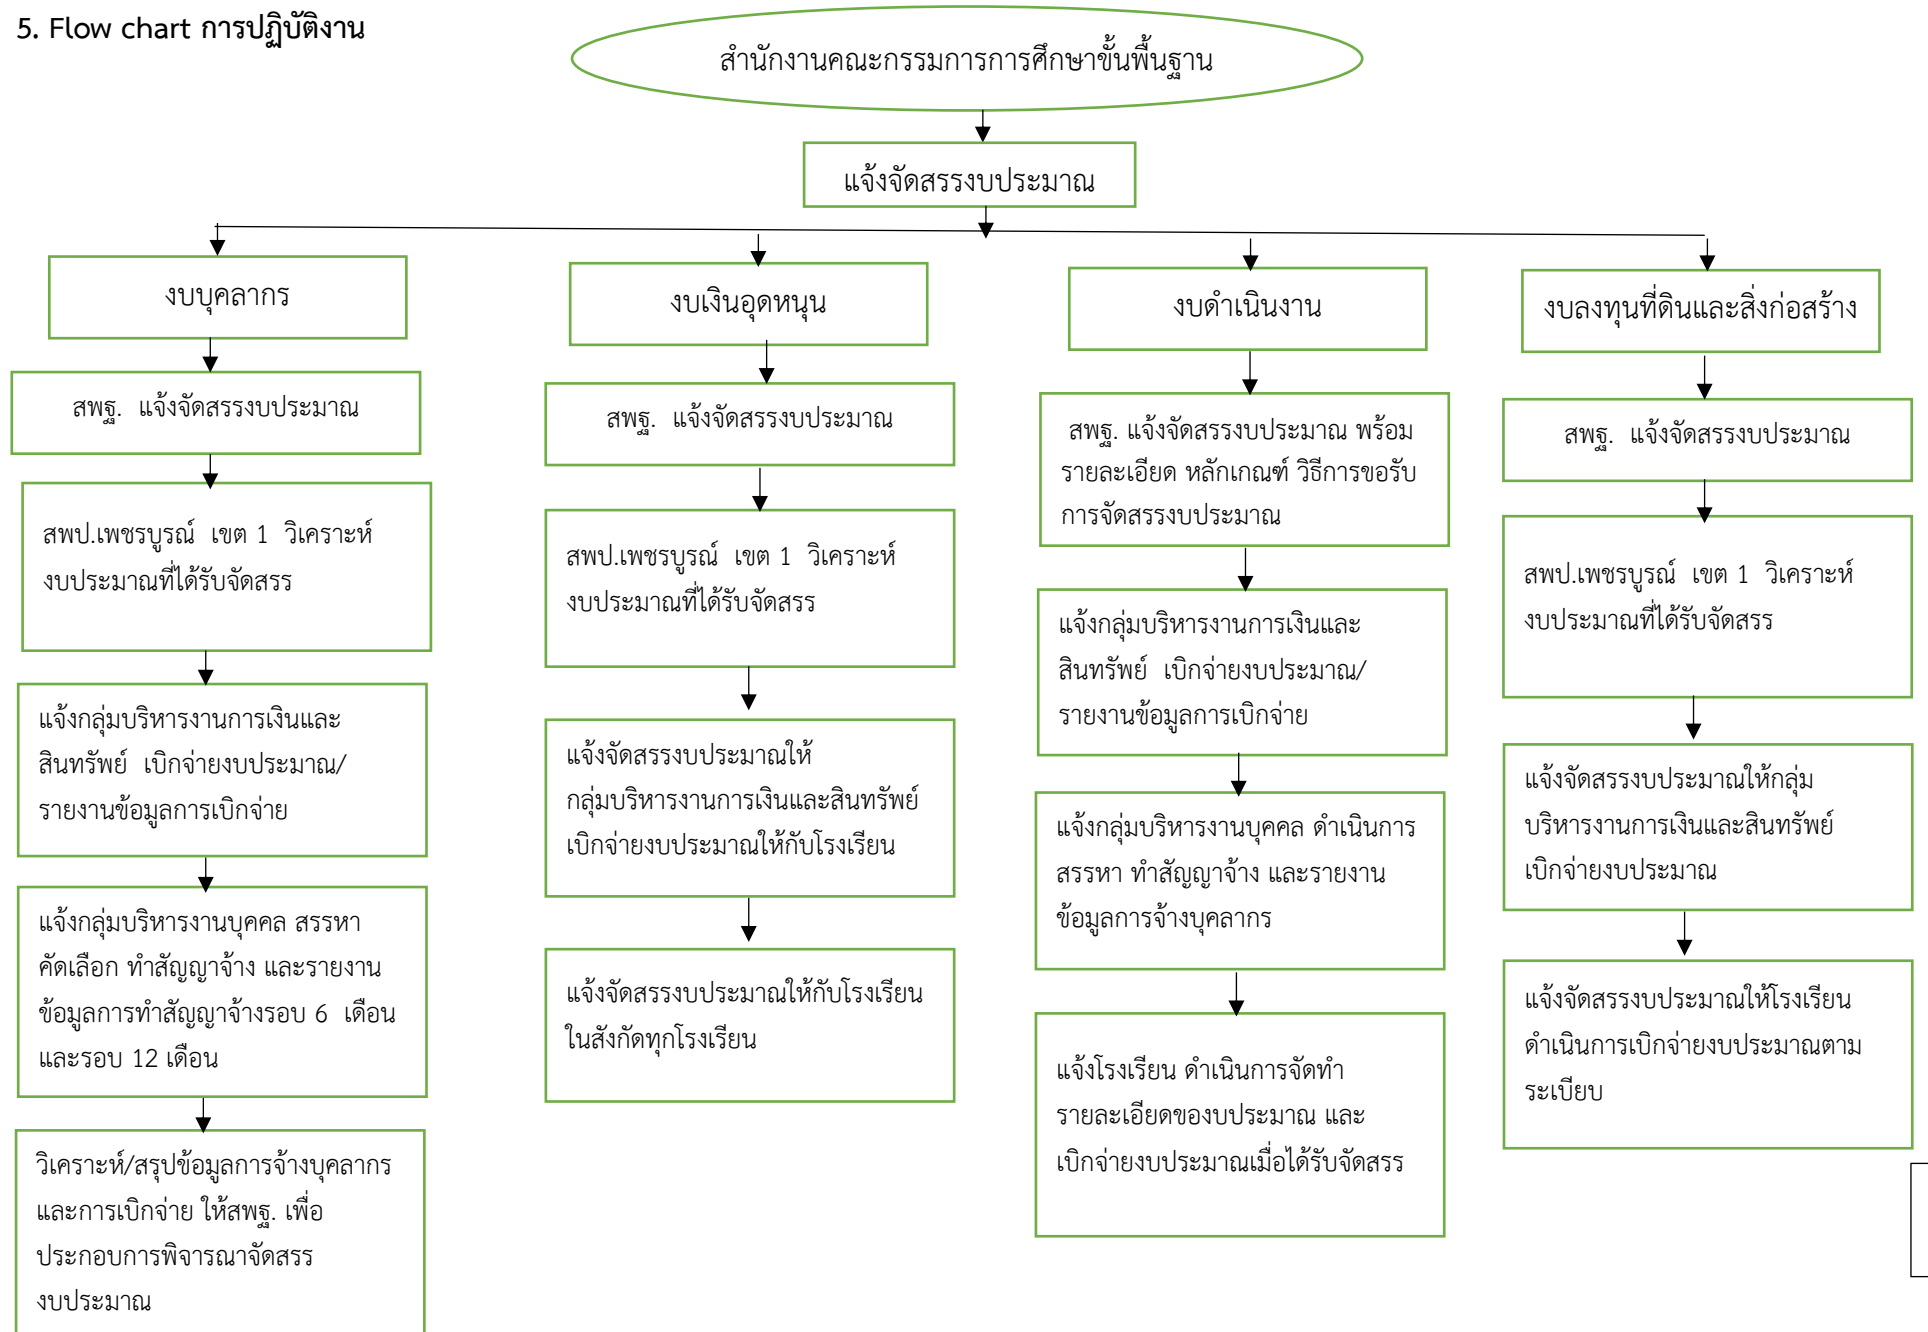 5. Flow chart การปฏิบัติงาน
สำนักงานคณะกรรมการการศึกษาขั้นพื้นฐาน
แจ้งจัดสรรงบประมาณ
งบบุคลากร
สพฐ. แจ้งจัดสรรงบประมาณ
สพป.เพชรบูรณ์ เขต 1 วิเคราะห์
งบประมาณที่ได้รับจัดสรร
แจ้งกลุ่มบริหารงานการเงินและ
สินทรัพย์ เบิกจ่ายงบประมาณ/
รายงานข้อมูลการเบิกจ่าย
แจ้งกลุ่มบริหารงานบุคคล สรรหา
คัดเลือก ทำสัญญาจ้าง และรายงาน
ข้อมูลการทำสัญญาจ้างรอบ 6 เดือน
และรอบ 12 เดือน
วิเคราะห์/สรุปข้อมูลการจ้างบุคลากร
และการเบิกจ่าย ให้สพฐ. เพื่อ
ประกอบการพิจารณาจัดสรร
งบประมาณ
งบเงินอุดหนุน
สพฐ. แจ้งจัดสรรงบประมาณ
สพป.เพชรบูรณ์ เขต 1 วิเคราะห์
งบประมาณที่ได้รับจัดสรร
แจ้งจัดสรรงบประมาณให้
กลุ่มบริหารงานการเงินและสินทรัพย์
เบิกจ่ายงบประมาณให้กับโรงเรียน
แจ้งจัดสรรงบประมาณให้กับโรงเรียน
ในสังกัดทุกโรงเรียน
งบดำเนินงาน
สพฐ. แจ้งจัดสรรงบประมาณ พร้อม
รายละเอียด หลักเกณฑ์ วิธีการขอรับ
การจัดสรรงบประมาณ
แจ้งกลุ่มบริหารงานการเงินและ
สินทรัพย์ เบิกจ่ายงบประมาณ/
รายงานข้อมูลการเบิกจ่าย
แจ้งกลุ่มบริหารงานบุคคล ดำเนินการ
สรรหา ทำสัญญาจ้าง และรายงาน
ข้อมูลการจ้างบุคลากร
แจ้งโรงเรียน ดำเนินการจัดทำ
รายละเอียดของบประมาณ และ
เบิกจ่ายงบประมาณเมื่อได้รับจัดสรร
งบลงทุนที่ดินและสิ่งก่อสร้าง
สพฐ. แจ้งจัดสรรงบประมาณ
สพป.เพชรบูรณ์ เขต 1 วิเคราะห์
งบประมาณที่ได้รับจัดสรร
แจ้งจัดสรรงบประมาณให้กลุ่ม
บริหารงานการเงินและสินทรัพย์
เบิกจ่ายงบประมาณ
แจ้งจัดสรรงบประมาณให้โรงเรียน
ดำเนินการเบิกจ่ายงบประมาณตาม
ระเบียบ